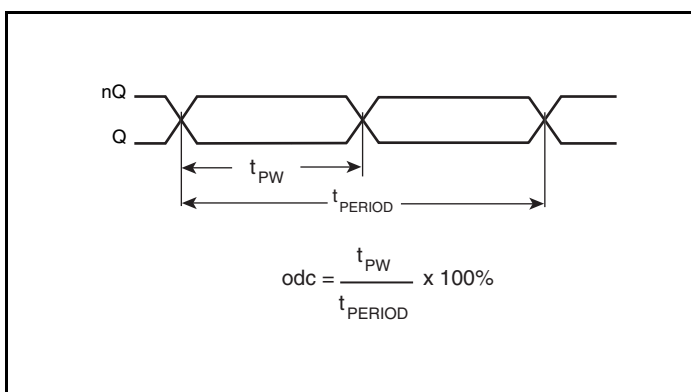 nQ
Q
tPW
tPERIOD
odc = tPW / tPERIOD x 100%